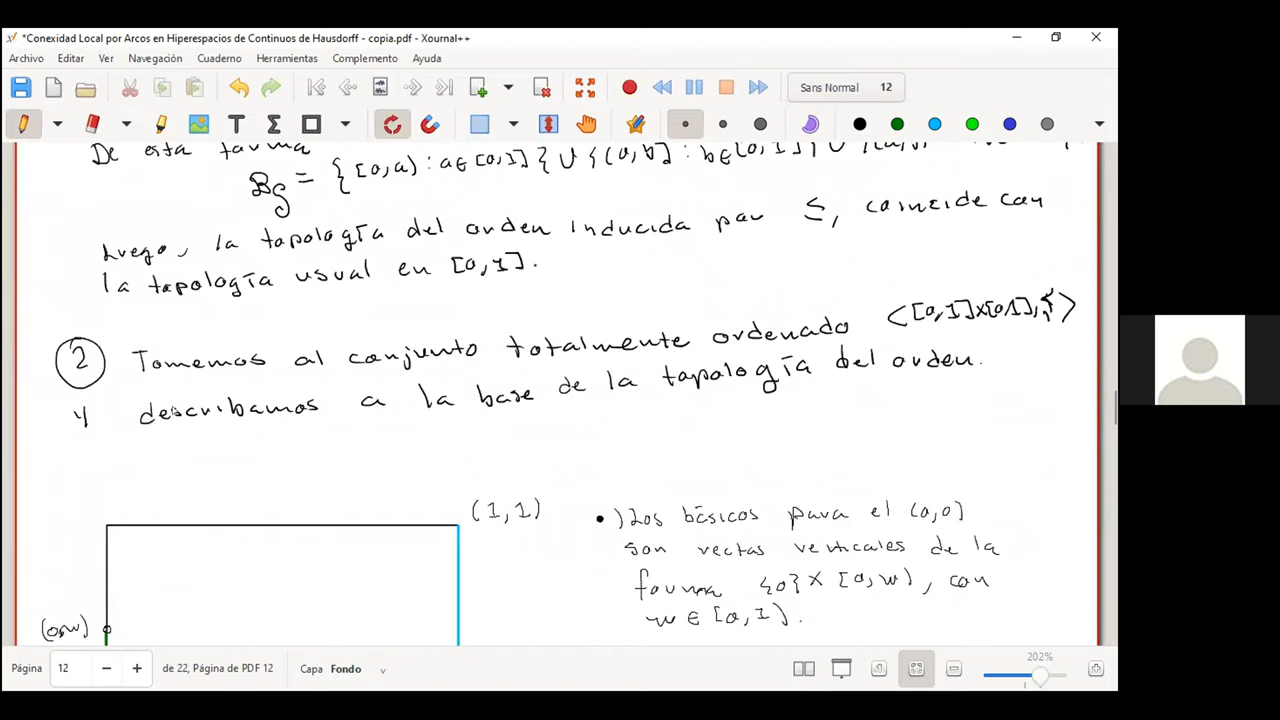 *Conexidad Local por Arcos en Hiperespacios de Continuos de Hausdorff - copia.pdf - Xournal++
Archivo Editar Ver Navegación Cuaderno Herramientas Complemento Ayuda
Sans Normal 12
De esta forma
B_S = {[0,a) : a∈[0,1]} ∪ {(a,b] : b∈[0,1]} ∪
Luego, la topología del orden inducida por ≤, coincide con
la topología usual en [0,1].
② Tomemos al conjunto totalmente ordenado <[0,1]x[0,1],≤>
y describamos a la base de la topología del orden.
(1,1)
•) Los básicos para el (0,0)
son rectas verticales de la
forma {0} x [0,w), con
w ∈ [0,1].
(0,w)
Página 12 de 22, Página de PDF 12 Capa Fondo 202%